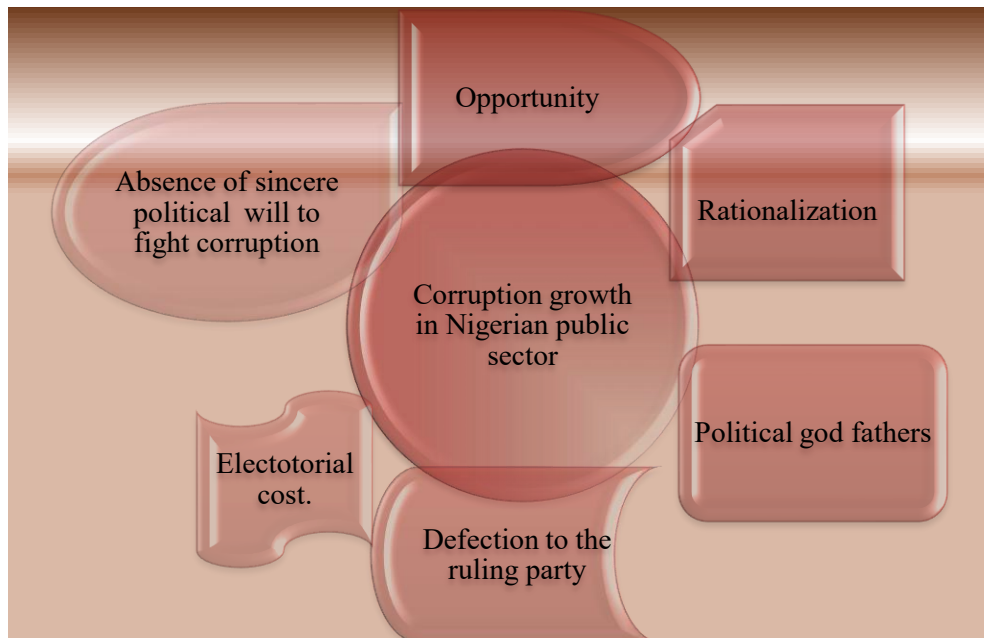 Opportunity
Absence of sincere
political will to
fight corruption
Rationalization
Corruption growth
in Nigerian public
sector
Political god fathers
Electotorial
cost.
Defection to the
ruling party